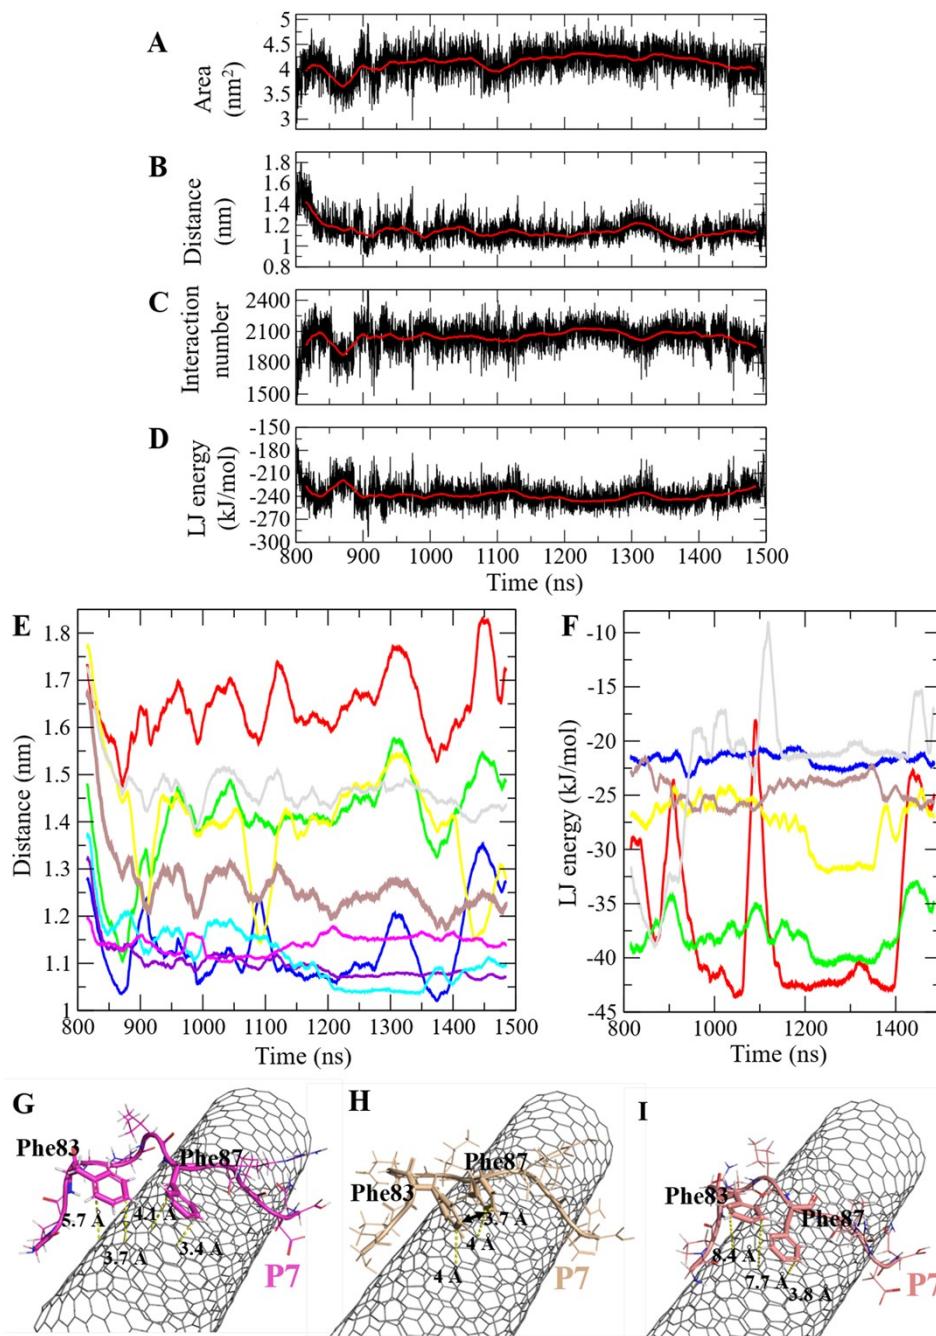 A
Area
(nm²)
5
4.5
4
3.5
3
B
Distance
(nm)
1.8
1.6
1.4
1.2
1
0.8
C
Interaction
number
2400
2100
1800
1500
D
LJ energy
(kJ/mol)
-150
-180
-210
-240
-270
-300
800 900 1000 1100 1200 1300 1400 1500
Time (ns)
E
Distance (nm)
1.8
1.7
1.6
1.5
1.4
1.3
1.2
1.1
1
800 900 1000 1100 1200 1300 1400 1500
Time (ns)
F
LJ energy (kJ/mol)
-10
-15
-20
-25
-30
-35
-40
-45
800 1000 1200 1400
Time (ns)
G
Phe83
Phe87
5.7 Å
4.1 Å
3.7 Å
3.4 Å
P7
H
Phe87
Phe83
3.7 Å
4 Å
4 Å
P7
I
Phe83
Phe87
8.4 Å
7.7 Å
3.8 Å
P7